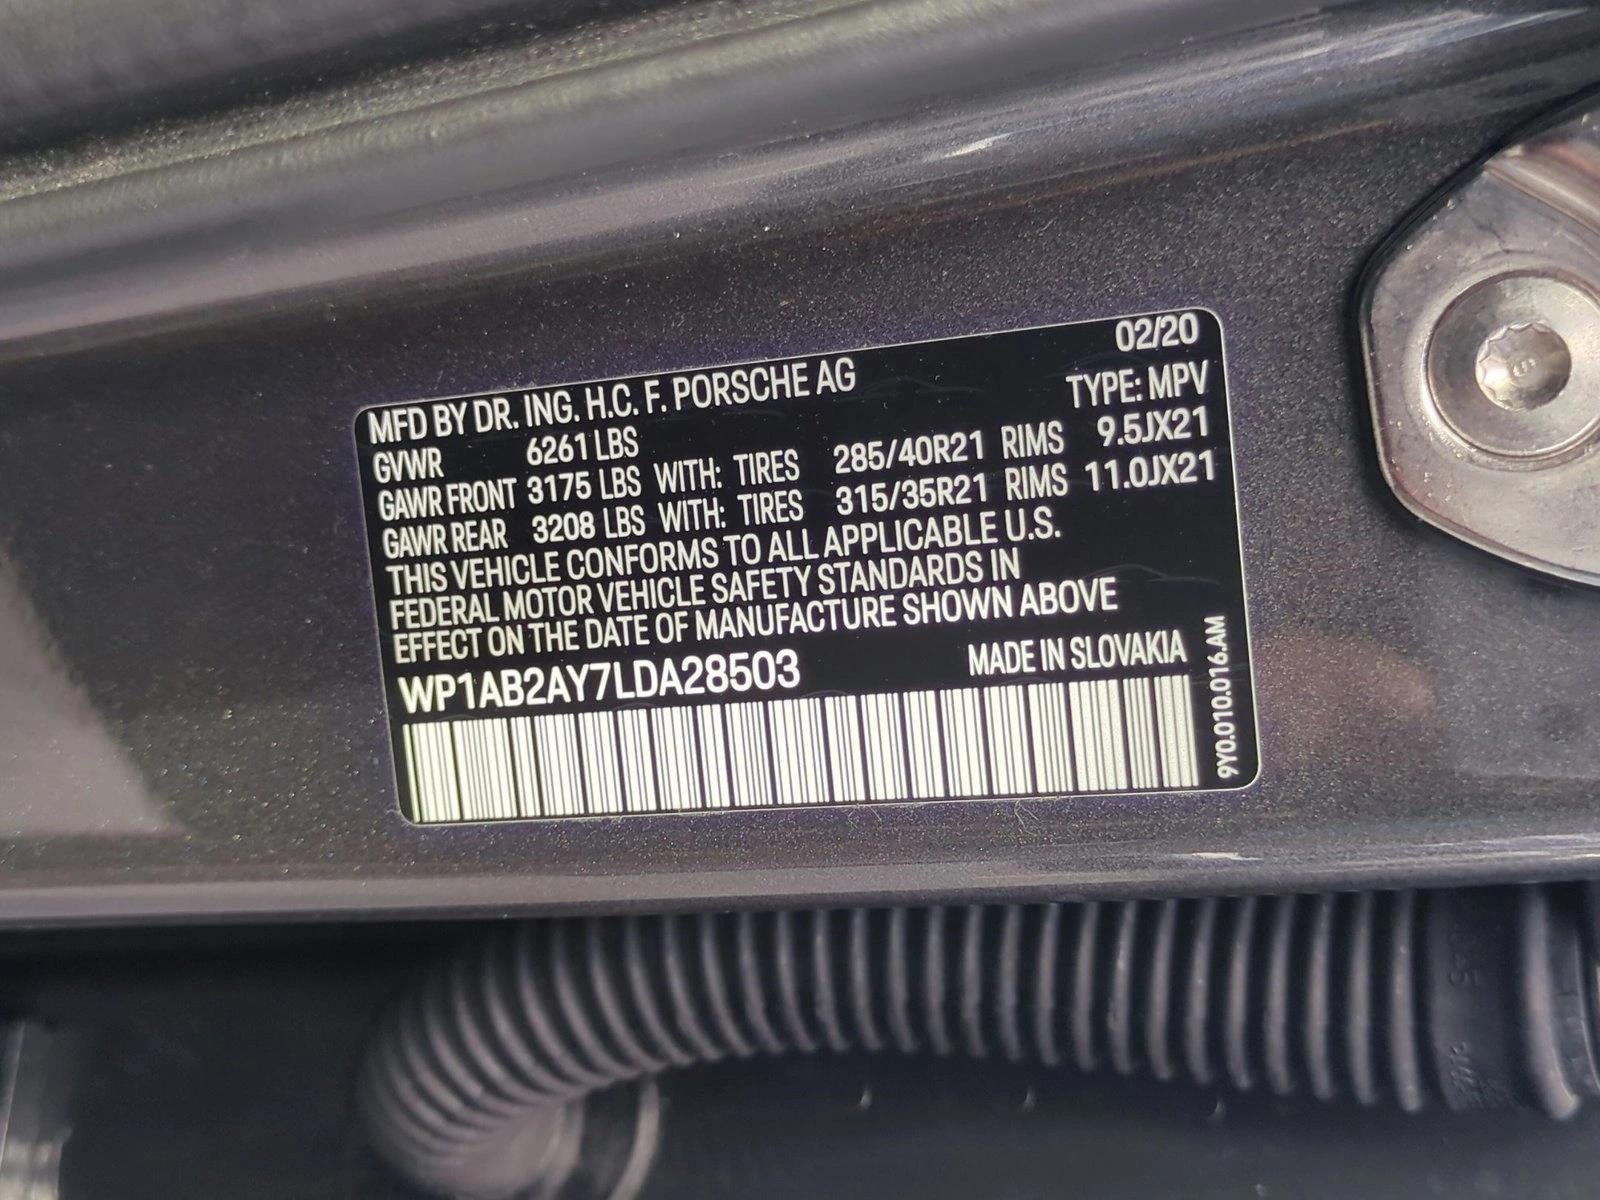 02/20
MFD BY DR. ING. H.C. F. PORSCHE AG TYPE: MPV
GVWR 6261 LBS
GAWR FRONT 3175 LBS WITH: TIRES 285/40R21 RIMS 9.5JX21
GAWR REAR 3208 LBS WITH: TIRES 315/35R21 RIMS 11.0JX21
THIS VEHICLE CONFORMS TO ALL APPLICABLE U.S.
FEDERAL MOTOR VEHICLE SAFETY STANDARDS IN
EFFECT ON THE DATE OF MANUFACTURE SHOWN ABOVE
WP1AB2AY7LDA28503 MADE IN SLOVAKIA
9Y0.010.016.AM